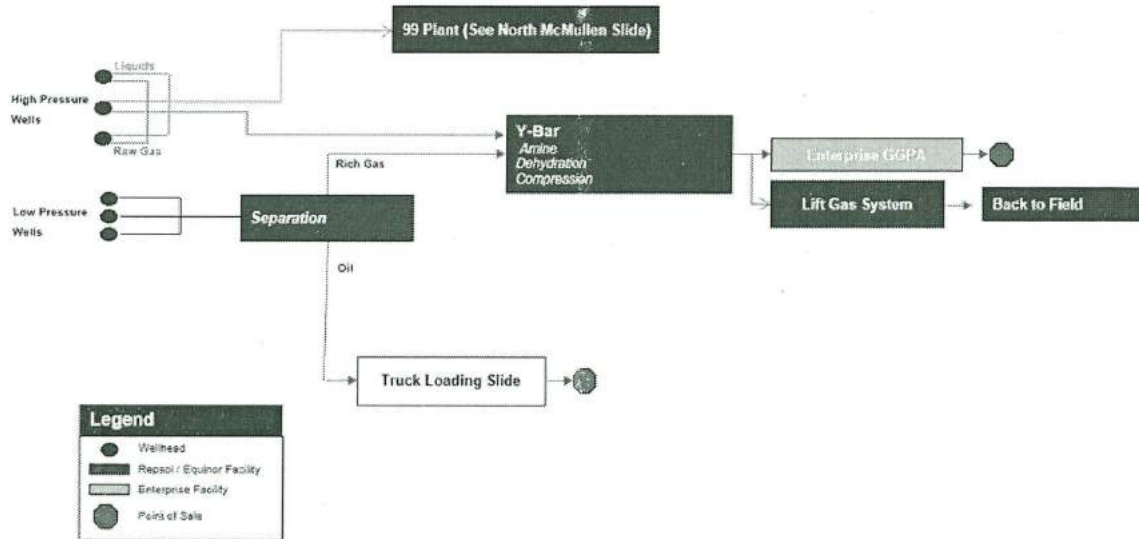 99 Plant (See North McMullen Slide)
Liquids
High Pressure
Wells
Raw Gas
Y-Bar
Amine
Dehydration
Compression
Rich Gas
Enterprise GGPA
Low Pressure
Wells
Separation
Lift Gas System
Back to Field
Oil
Truck Loading Slide
Legend
Wellhead
Repsol / Equinor Facility
Enterprise Facility
Point of Sale